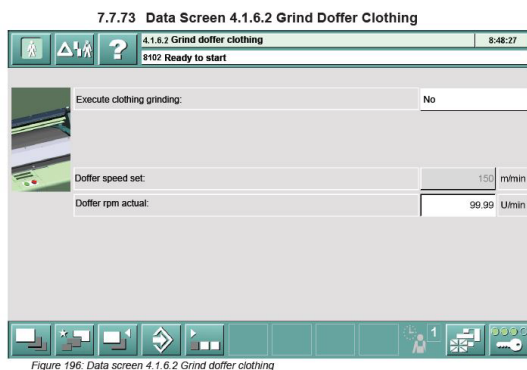 7.7.73 Data Screen 4.1.6.2 Grind Doffer Clothing
4.1.6.2 Grind doffer clothing
8:48:27
?
8102 Ready to start
Execute clothing grinding:
No
Doffer speed set:
150 m/min
Doffer rpm actual:
99.99 U/min
1
Figure 196: Data screen 4.1.6.2 Grind doffer clothing